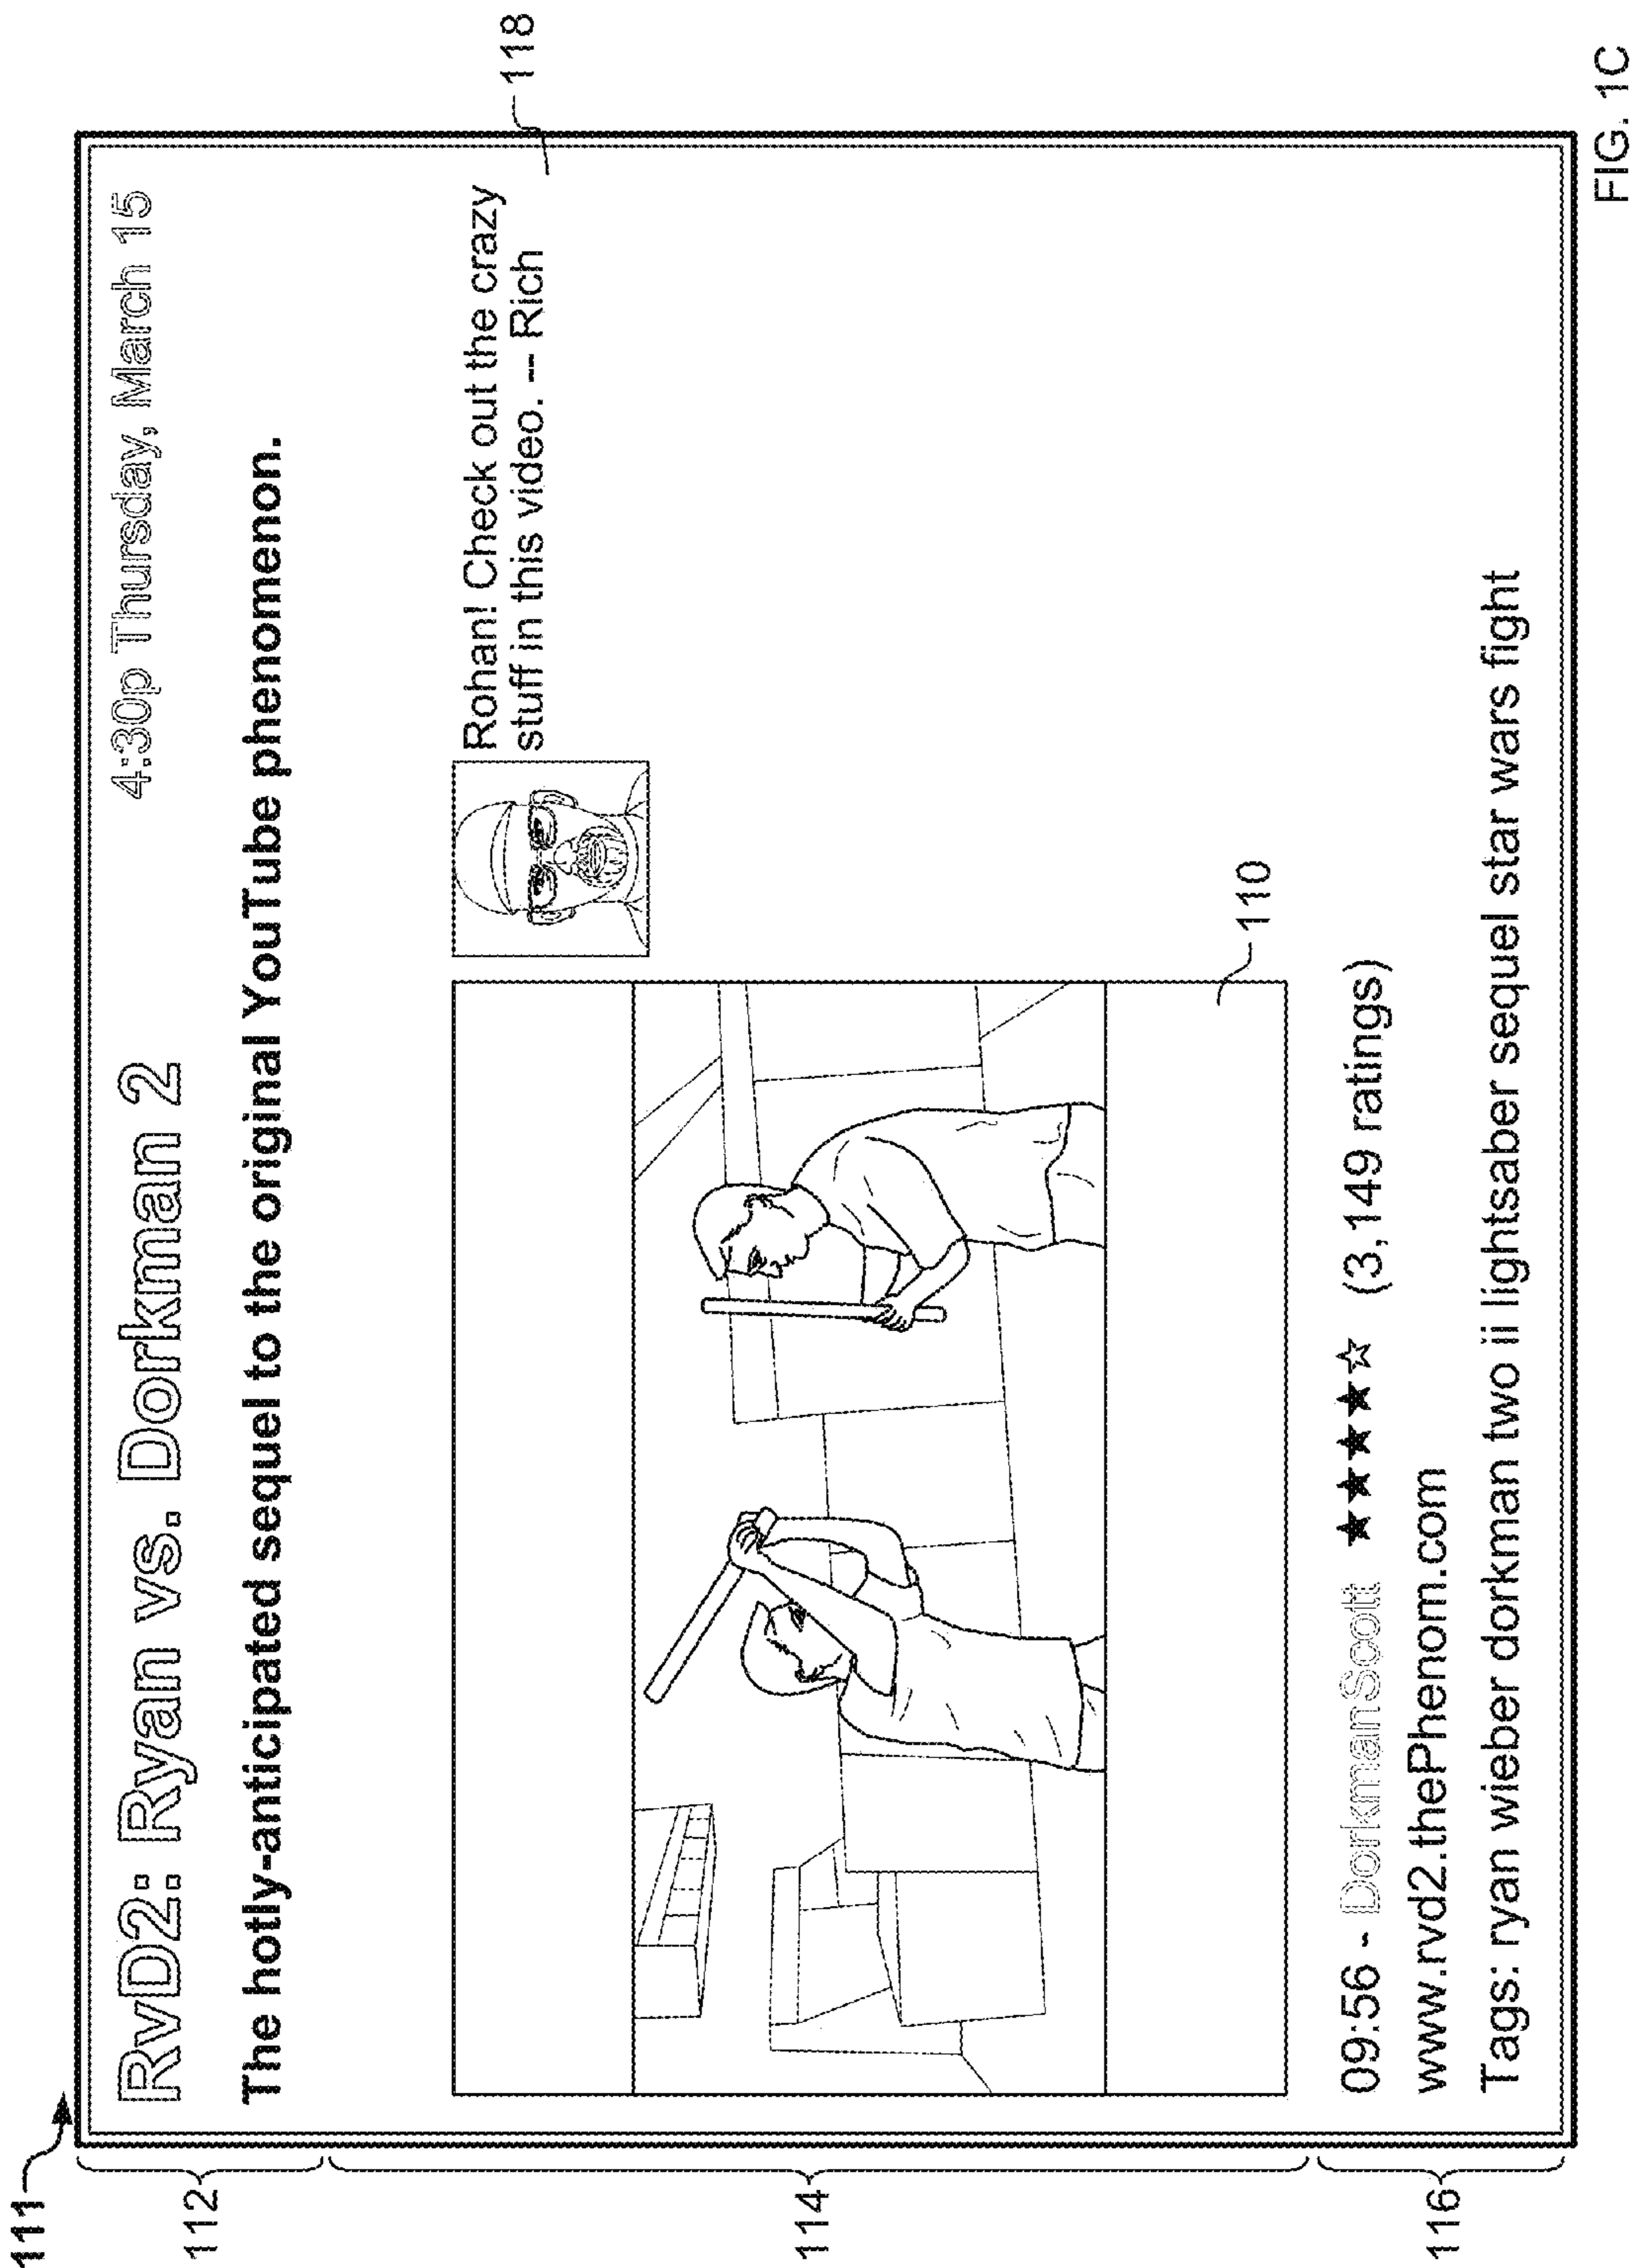 111
112
RvD2: Ryan vs. Dorkman 2
4:30p Thursday, March 15
The hotly-anticipated sequel to the original YouTube phenomenon.
114
Rohan! Check out the crazy
stuff in this video. -- Rich
118
110
116
09:56 - DorkmanScott ★★★★☆ (3,149 ratings)
www.rvd2.thePhenom.com
Tags: ryan wieber dorkman two ii lightsaber sequel star wars fight
FIG. 1C